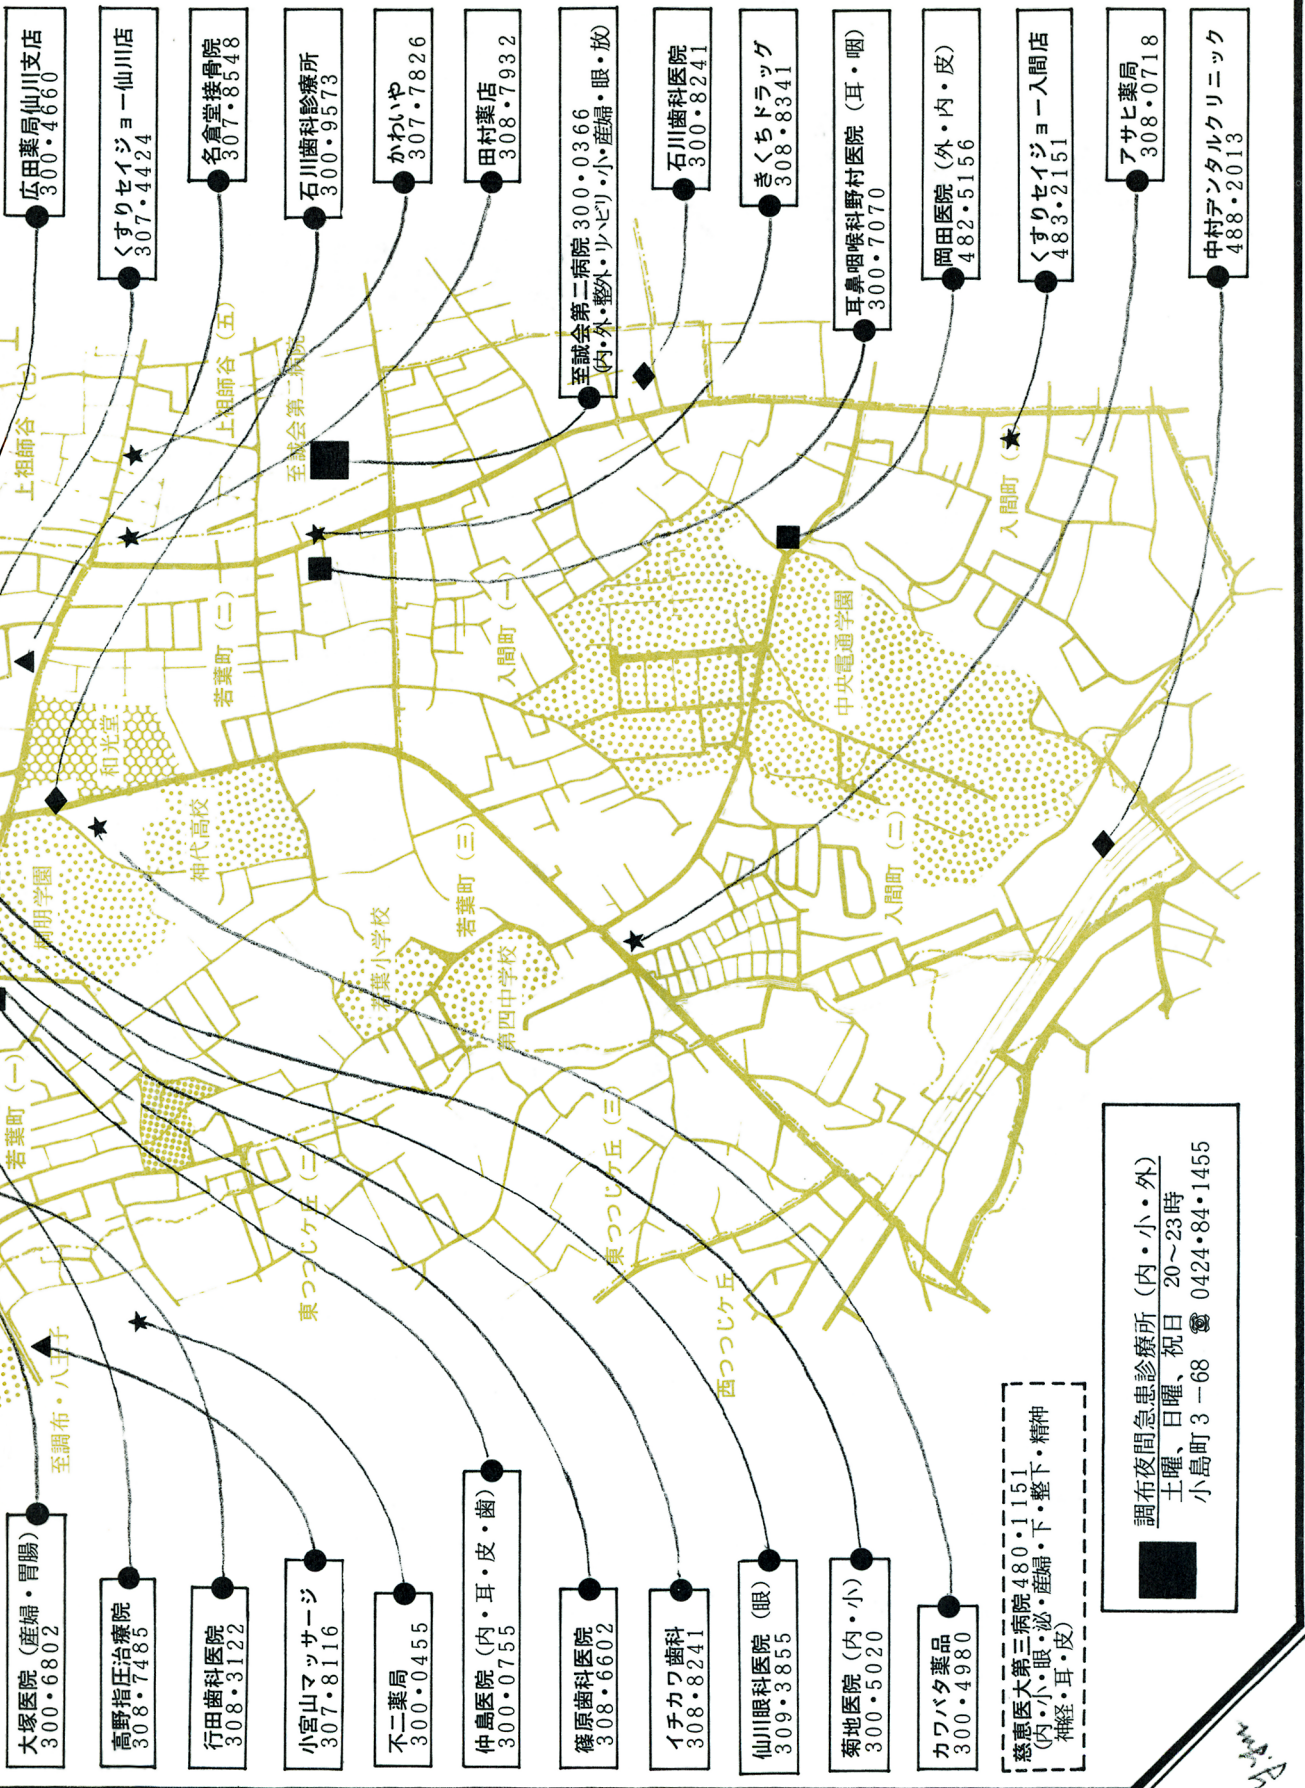 広田薬局仙川支店
300・4660
くすりセイジョー仙川店
307・4424
名倉堂接骨院
307・8548
石川歯科診療所
300・9573
かわいや
307・7826
田村薬店
308・7932
至誠会第二病院 300・0366
(内・外・整外・リハビリ・小・産婦・眼・放)
石川歯科医院
300・8241
きくちドラッグ
308・8341
耳鼻咽喉科野村医院 (耳・咽)
300・7070
岡田医院 (外・内・皮)
482・5156
くすりセイジョー入間店
483・2151
アサヒ薬局
308・0718
中村デンタルクリニック
488・2013
上祖師谷 (七)
上祖師谷 (五)
至誠会第二病院
若葉町 (二)
和光堂
神代高校
桐朋学園
入間町 (一)
中央電通学園
入間町
入間町 (二)
若葉町 (三)
若葉小学校
第四中学校
若葉町 (一)
東つつじケ丘 (二)
東つつじケ丘 (三)
西つつじケ丘
至調布・八王子
大塚医院 (産婦・胃腸)
300・6802
高野指圧治療院
308・7485
行田歯科医院
308・3122
小宮山マッサージ
307・8116
不二薬局
300・0455
仲島医院 (内・耳・皮・歯)
300・0755
篠原歯科医院
308・6602
イチカワ歯科
308・8241
仙川眼科医院 (眼)
309・3855
菊地医院 (内・小)
300・5020
カワバタ薬品
300・4980
慈恵医大第三病院 480・1151
(内・小・眼・泌・産婦・下・整下・精神
神経・耳・皮)
調布夜間急患診療所 (内・小・外)
土曜、日曜、祝日 20〜23時
小島町3−68 ☎ 0424・84・1455